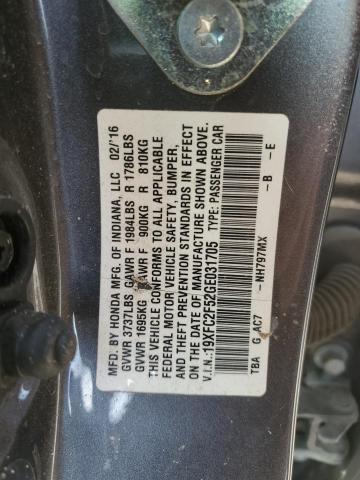 MFD. BY HONDA MFG. OF INDIANA, LLC 02/'16
GVWR 3737LBS GAWR F 1984LBS R 1786LBS
GVWR 1695KG GAWR F 900KG R 810KG
THIS VEHICLE CONFORMS TO ALL APPLICABLE
FEDERAL MOTOR VEHICLE SAFETY, BUMPER,
AND THEFT PREVENTION STANDARDS IN EFFECT
ON THE DATE OF MANUFACTURE SHOWN ABOVE.
V.I.N.: 19XFC2F52GE031705 TYPE: PASSENGER CAR
TBA G AC7 - NH797MX - B - E